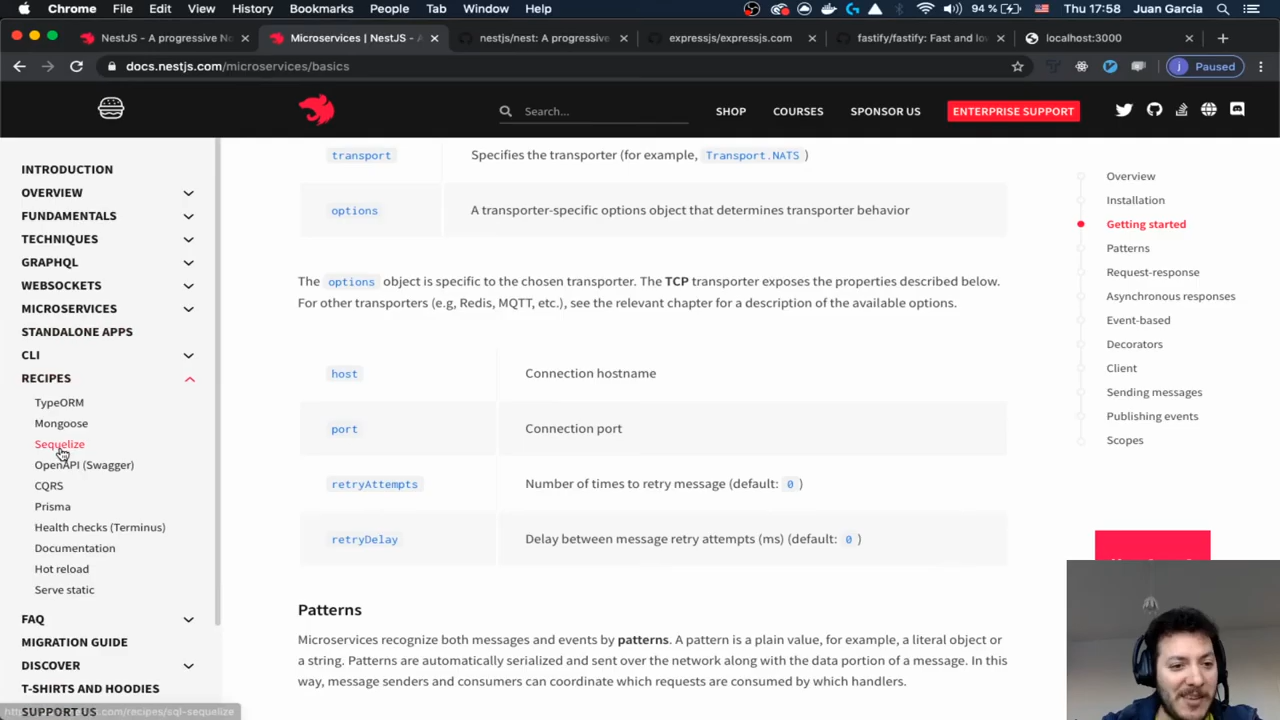 Chrome File Edit View History Bookmarks People Tab Window Help 94 % Thu 17:58 Juan Garcia
NestJS - A progressive No
Microservices | NestJS - A
nestjs/nest: A progressive
expressjs/expressjs.com
fastify/fastify: Fast and lov
localhost:3000
docs.nestjs.com/microservices/basics
j Paused
Search...
SHOP
COURSES
SPONSOR US
ENTERPRISE SUPPORT
INTRODUCTION
OVERVIEW
FUNDAMENTALS
TECHNIQUES
GRAPHQL
WEBSOCKETS
MICROSERVICES
STANDALONE APPS
CLI
RECIPES
TypeORM
Mongoose
Sequelize
OpenAPI (Swagger)
CQRS
Prisma
Health checks (Terminus)
Documentation
Hot reload
Serve static
FAQ
MIGRATION GUIDE
DISCOVER
T-SHIRTS AND HOODIES
SUPPORT US
.com/recipes/sql-sequelize
transport Specifies the transporter (for example, Transport.NATS )
options A transporter-specific options object that determines transporter behavior
The options object is specific to the chosen transporter. The TCP transporter exposes the properties described below.
For other transporters (e.g, Redis, MQTT, etc.), see the relevant chapter for a description of the available options.
host Connection hostname
port Connection port
retryAttempts Number of times to retry message (default: 0 )
retryDelay Delay between message retry attempts (ms) (default: 0 )
Patterns
Microservices recognize both messages and events by patterns. A pattern is a plain value, for example, a literal object or
a string. Patterns are automatically serialized and sent over the network along with the data portion of a message. In this
way, message senders and consumers can coordinate which requests are consumed by which handlers.
Overview
Installation
Getting started
Patterns
Request-response
Asynchronous responses
Event-based
Decorators
Client
Sending messages
Publishing events
Scopes